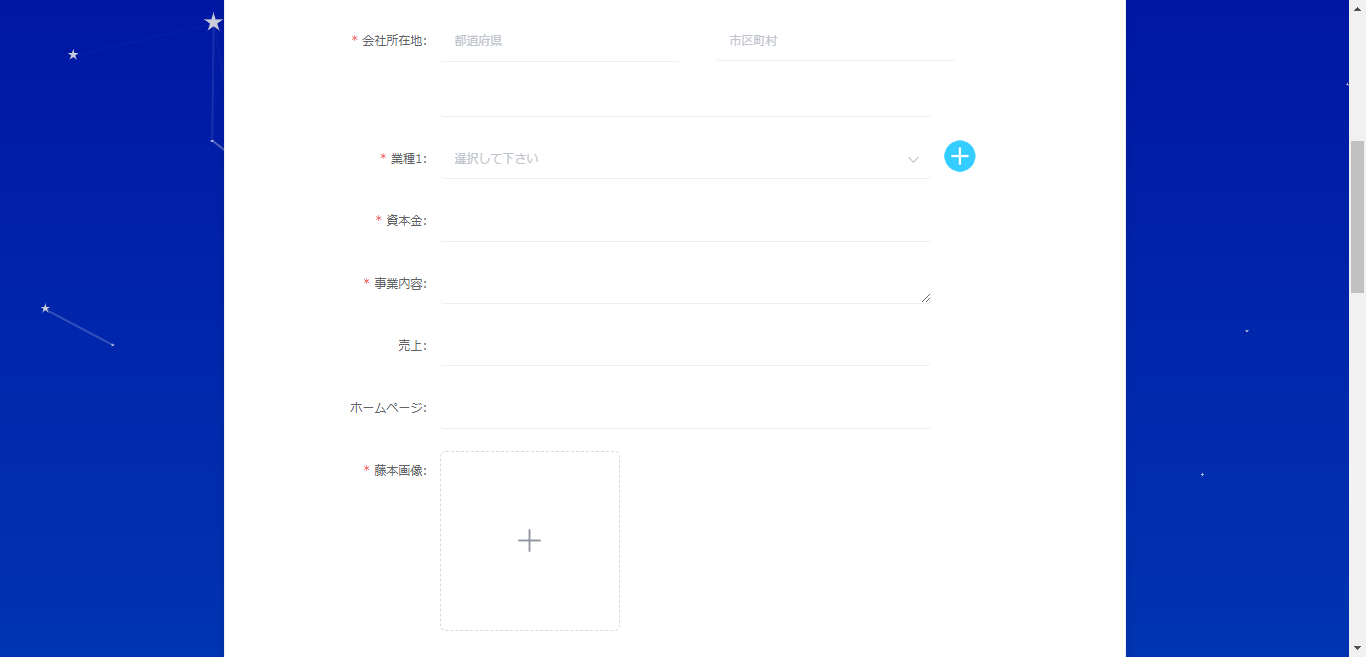 * 会社所在地: 都道府県 市区町村
* 業種1: 選択して下さい
* 資本金:
* 事業内容:
売上:
ホームページ:
* 藤本画像: